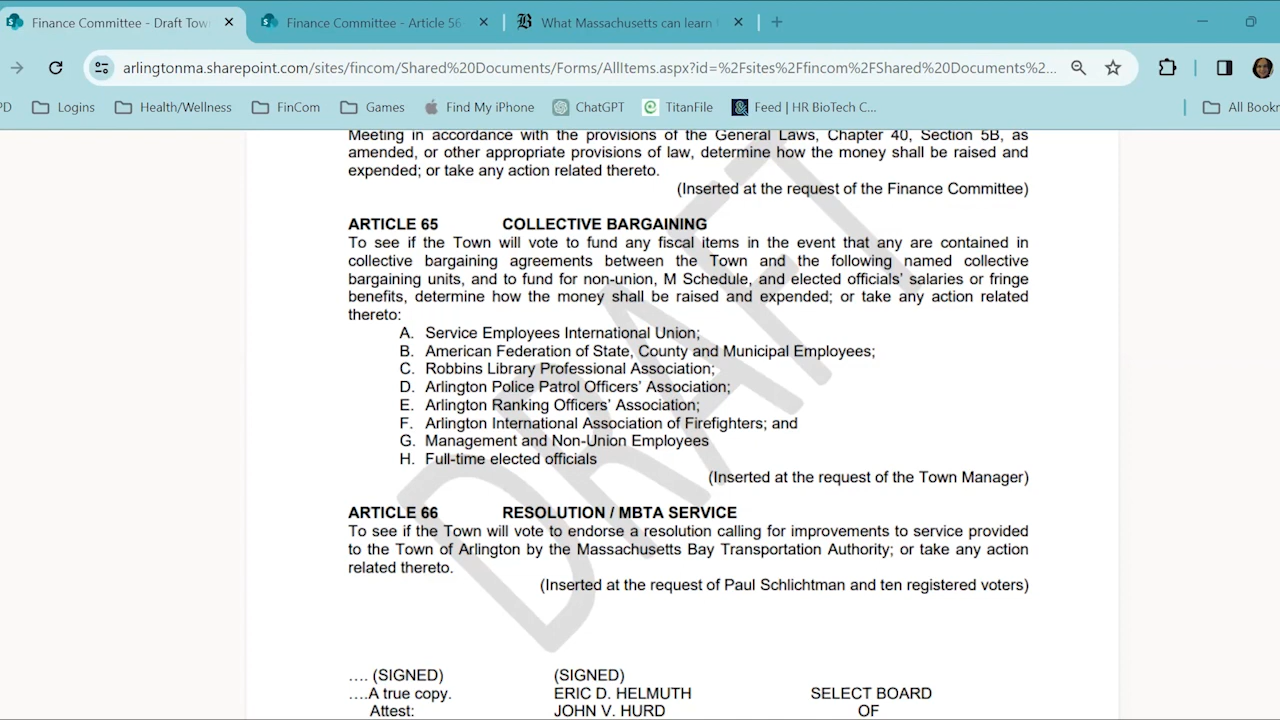 Finance Committee - Draft Tow
Finance Committee - Article 56
What Massachusetts can learn
arlingtonma.sharepoint.com/sites/fincom/Shared%20Documents/Forms/AllItems.aspx?id=%2Fsites%2Ffincom%2FShared%20Documents%2...
PD Logins Health/Wellness FinCom Games Find My iPhone ChatGPT TitanFile Feed | HR BioTech C... All Bookn
Meeting in accordance with the provisions of the General Laws, Chapter 40, Section 5B, as
amended, or other appropriate provisions of law, determine how the money shall be raised and
expended; or take any action related thereto.
(Inserted at the request of the Finance Committee)
ARTICLE 65 COLLECTIVE BARGAINING
To see if the Town will vote to fund any fiscal items in the event that any are contained in
collective bargaining agreements between the Town and the following named collective
bargaining units, and to fund for non-union, M Schedule, and elected officials' salaries or fringe
benefits, determine how the money shall be raised and expended; or take any action related
thereto:
A. Service Employees International Union;
B. American Federation of State, County and Municipal Employees;
C. Robbins Library Professional Association;
D. Arlington Police Patrol Officers' Association;
E. Arlington Ranking Officers' Association;
F. Arlington International Association of Firefighters; and
G. Management and Non-Union Employees
H. Full-time elected officials
(Inserted at the request of the Town Manager)
ARTICLE 66 RESOLUTION / MBTA SERVICE
To see if the Town will vote to endorse a resolution calling for improvements to service provided
to the Town of Arlington by the Massachusetts Bay Transportation Authority; or take any action
related thereto.
(Inserted at the request of Paul Schlichtman and ten registered voters)
.... (SIGNED) (SIGNED)
....A true copy. ERIC D. HELMUTH SELECT BOARD
Attest: JOHN V. HURD OF
DRAFT